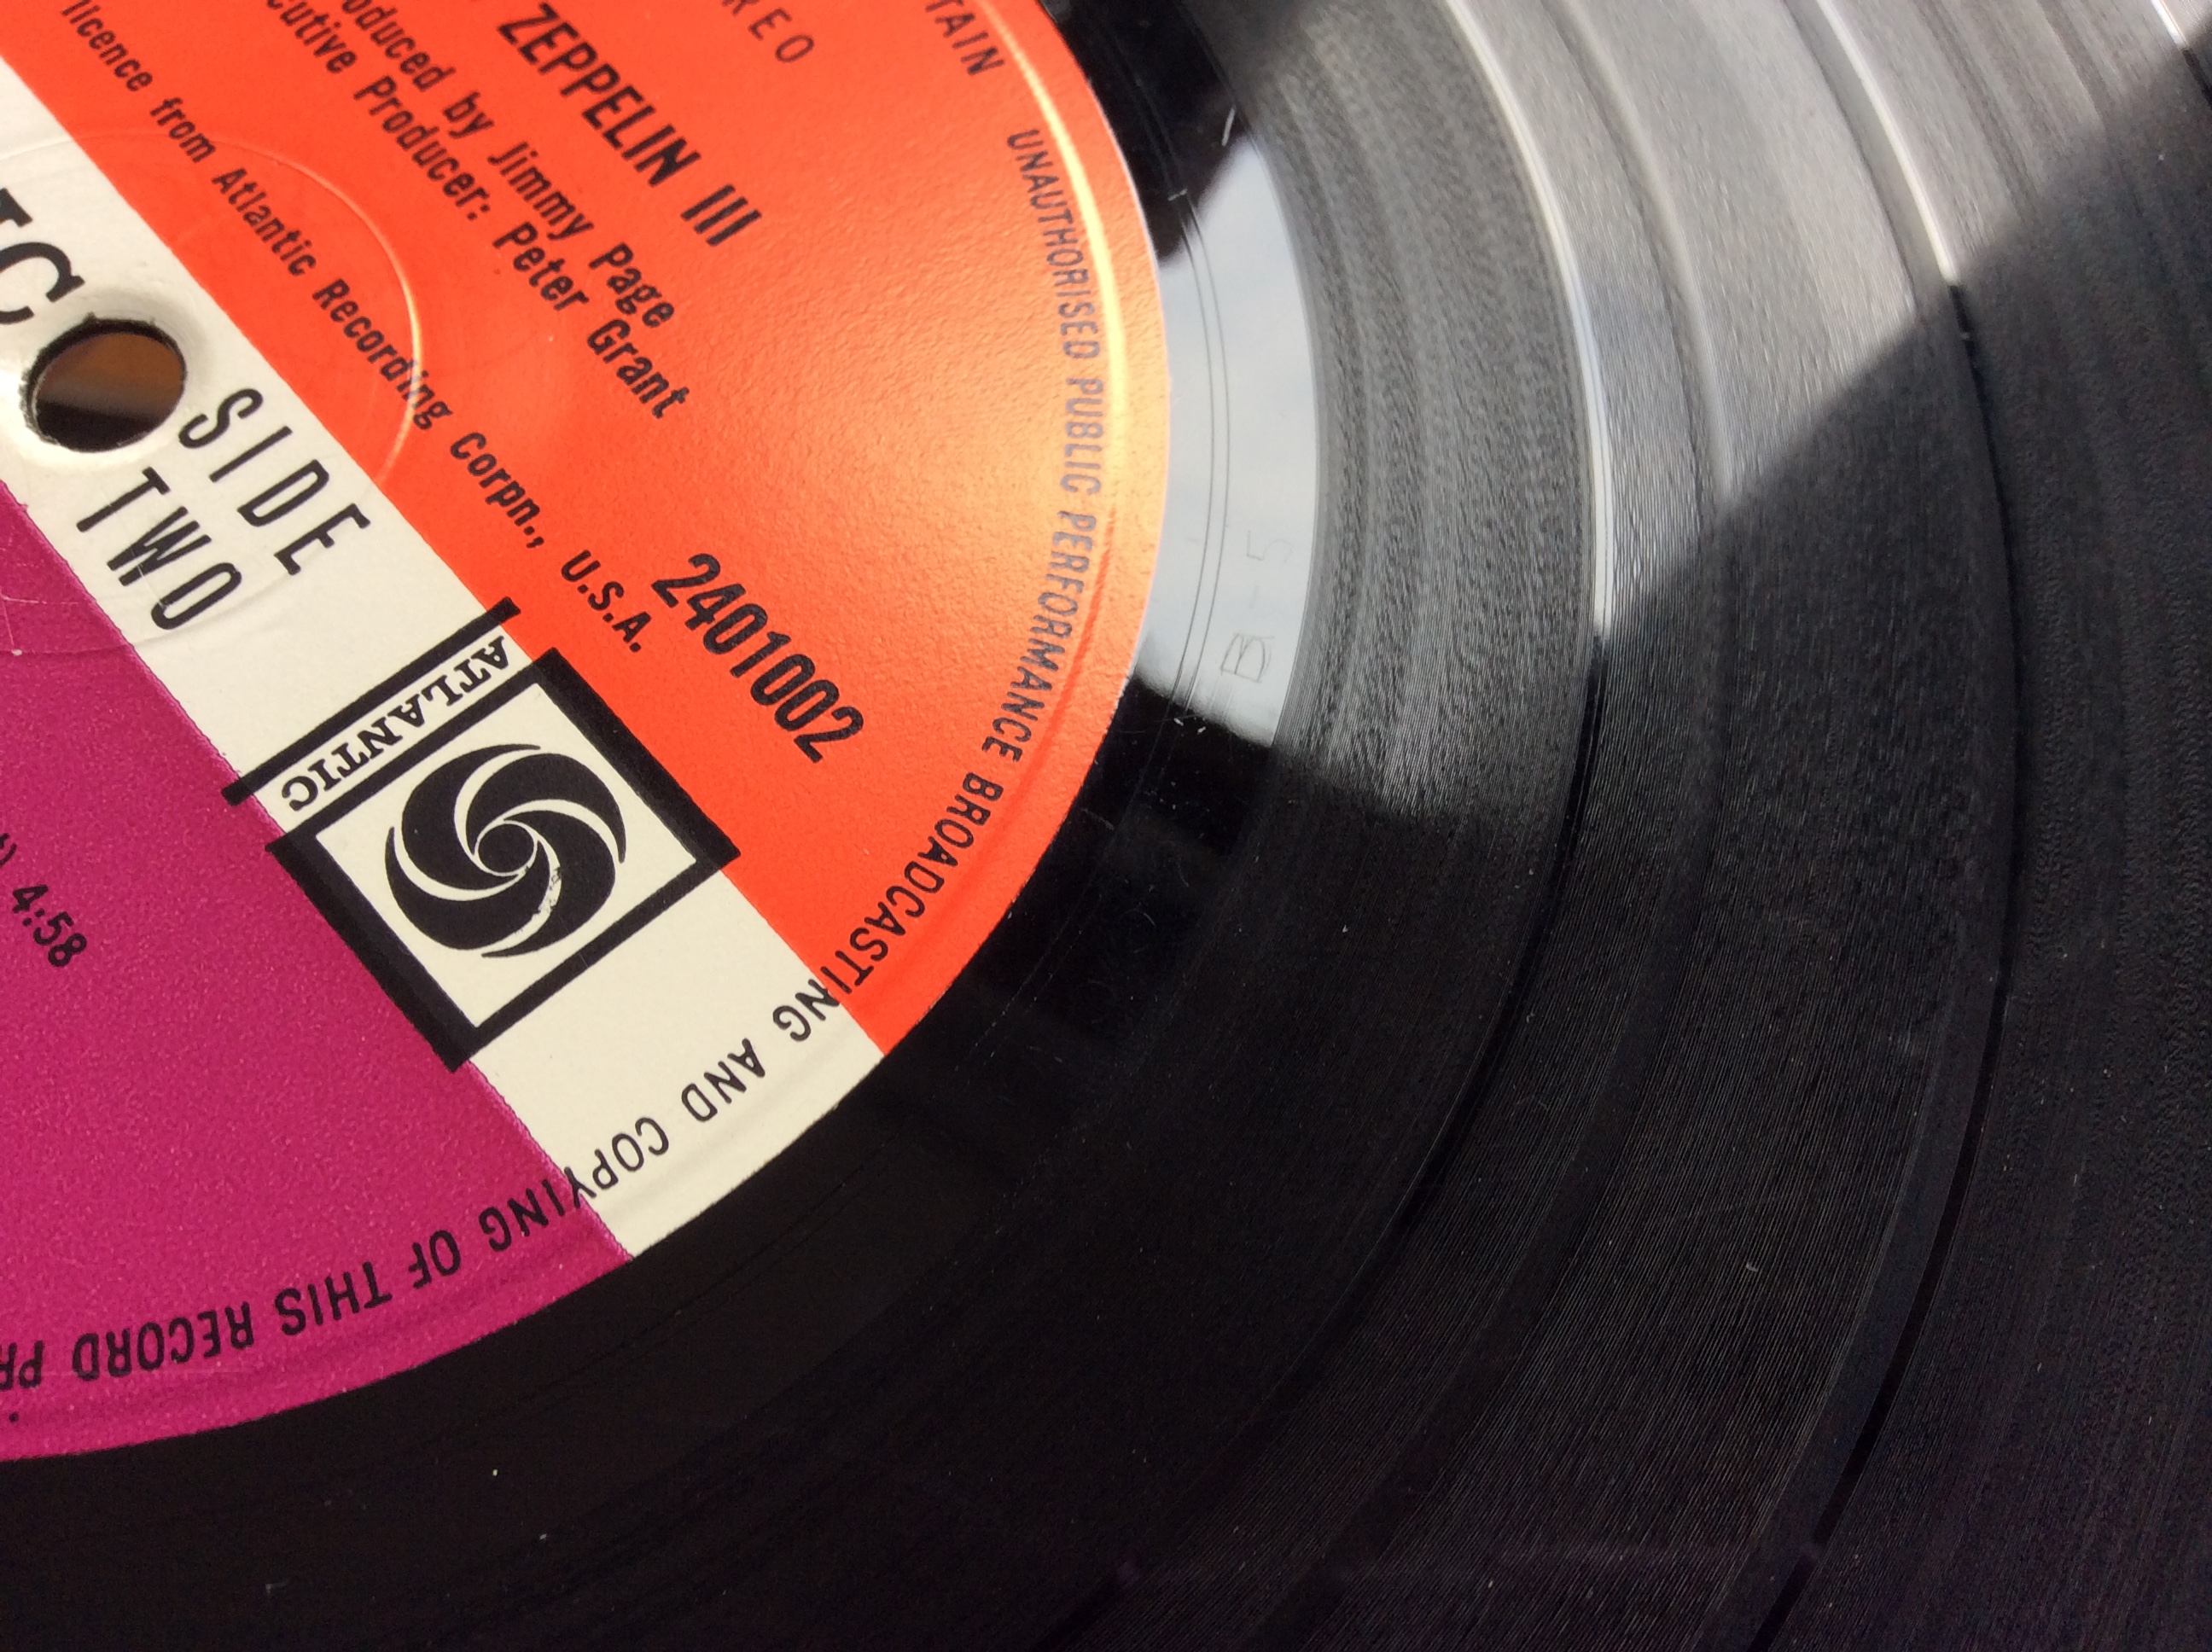 ZEPPELIN III
oduced by Jimmy Page
cutive Producer: Peter Grant
licence from Atlantic Recording Corpn., U.S.A.
2401002
REO
IC
SIDE
TWO
ATLANTIC
4:58
TAIN UNAUTHORISED PUBLIC PERFORMANCE BROADCASTING AND COPYING OF THIS RECORD PR
B-5